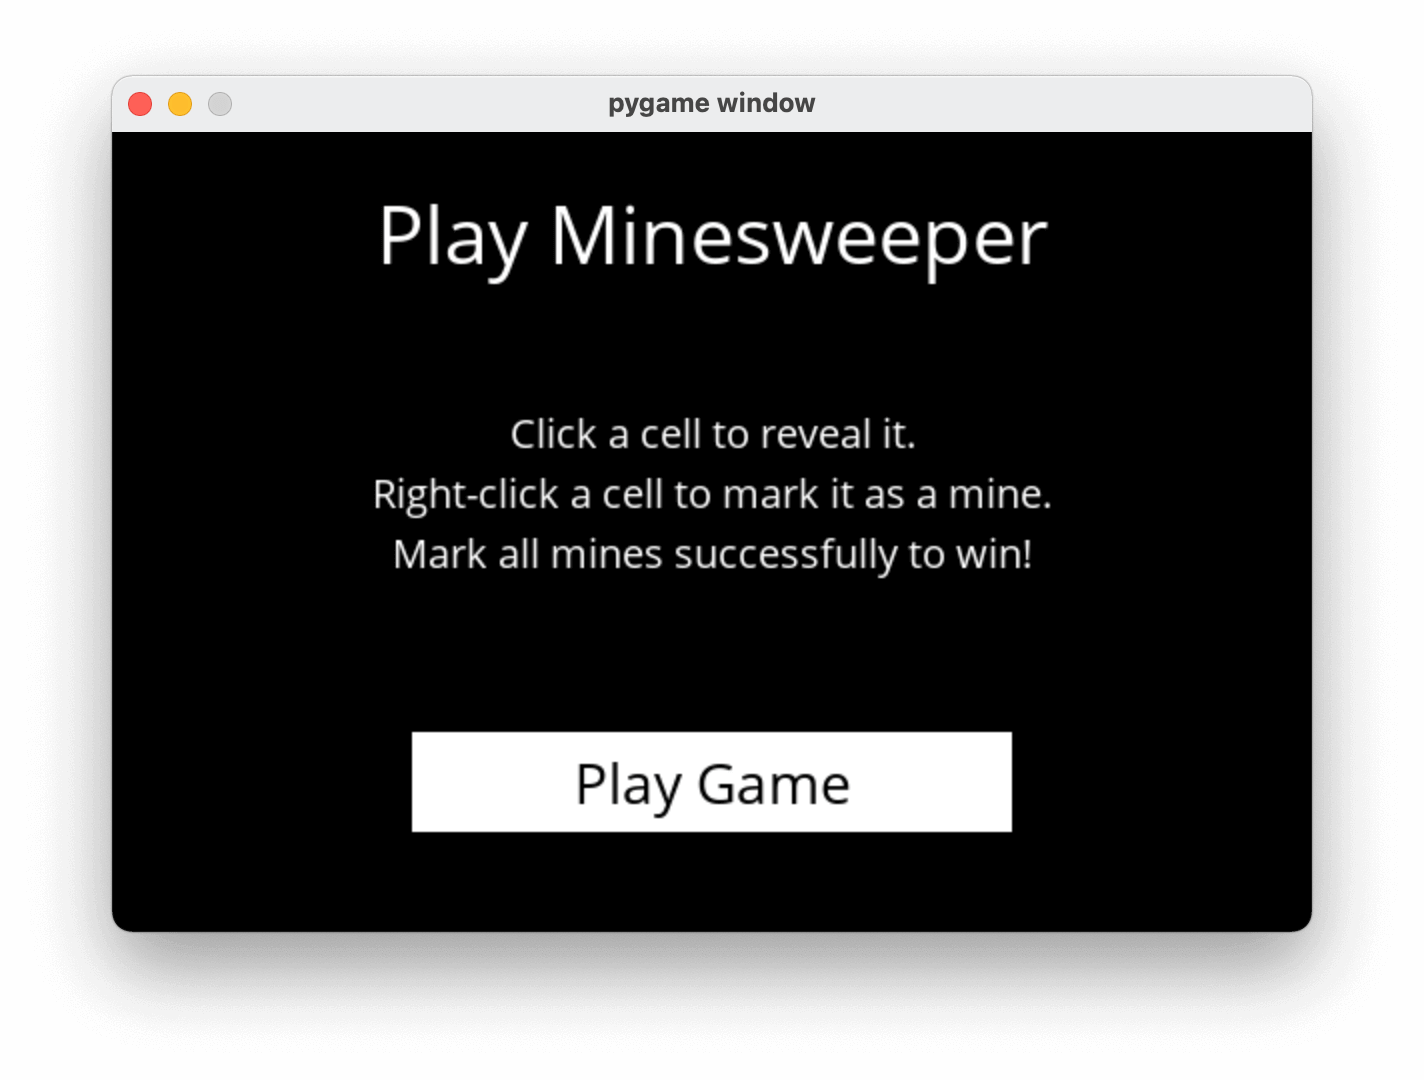 pygame window
Play Minesweeper
Click a cell to reveal it.
Right-click a cell to mark it as a mine.
Mark all mines successfully to win!
Play Game